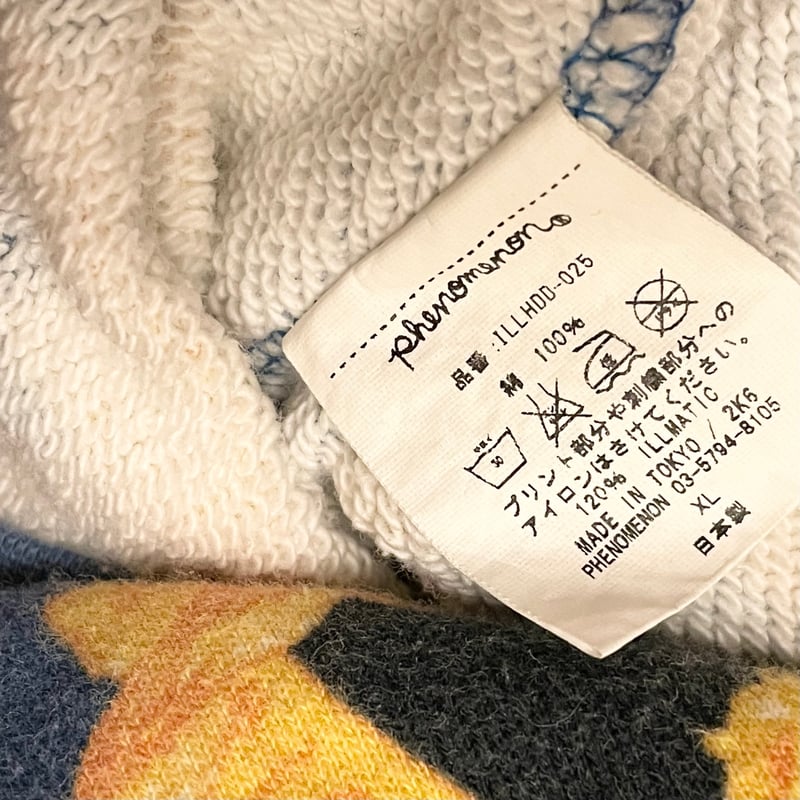 phenomenon®
品番:ILLHDD-025
綿 100%
30
プリント部分や刺繍部分への
アイロンはさけてください。
120% ILLMATIC
MADE IN TOKYO / 2K6
PHENOMENON 03-5794-8105
XL
日本製